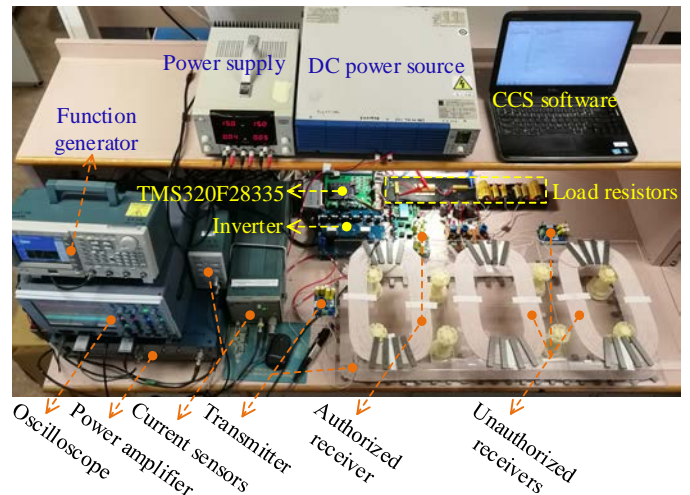 Power supply
DC power source
CCS software
Function
generator
TMS320F28335
Load resistors
Inverter
Oscilloscope
Power amplifier
Current sensors
Transmitter
Authorized
receiver
Unauthorized
receivers